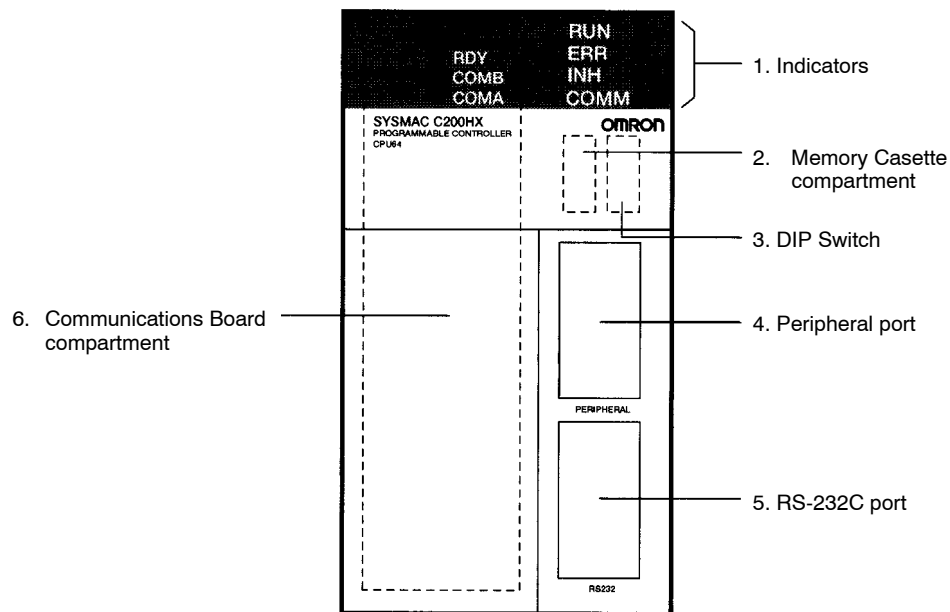 RUN
ERR
INH
COMM
RDY
COMB
COMA
1. Indicators
SYSMAC C200HX
PROGRAMMABLE CONTROLLER
CPU64
OMRON
2. Memory Casette
compartment
3. DIP Switch
6. Communications Board
compartment
4. Peripheral port
PERIPHERAL
5. RS-232C port
RS232